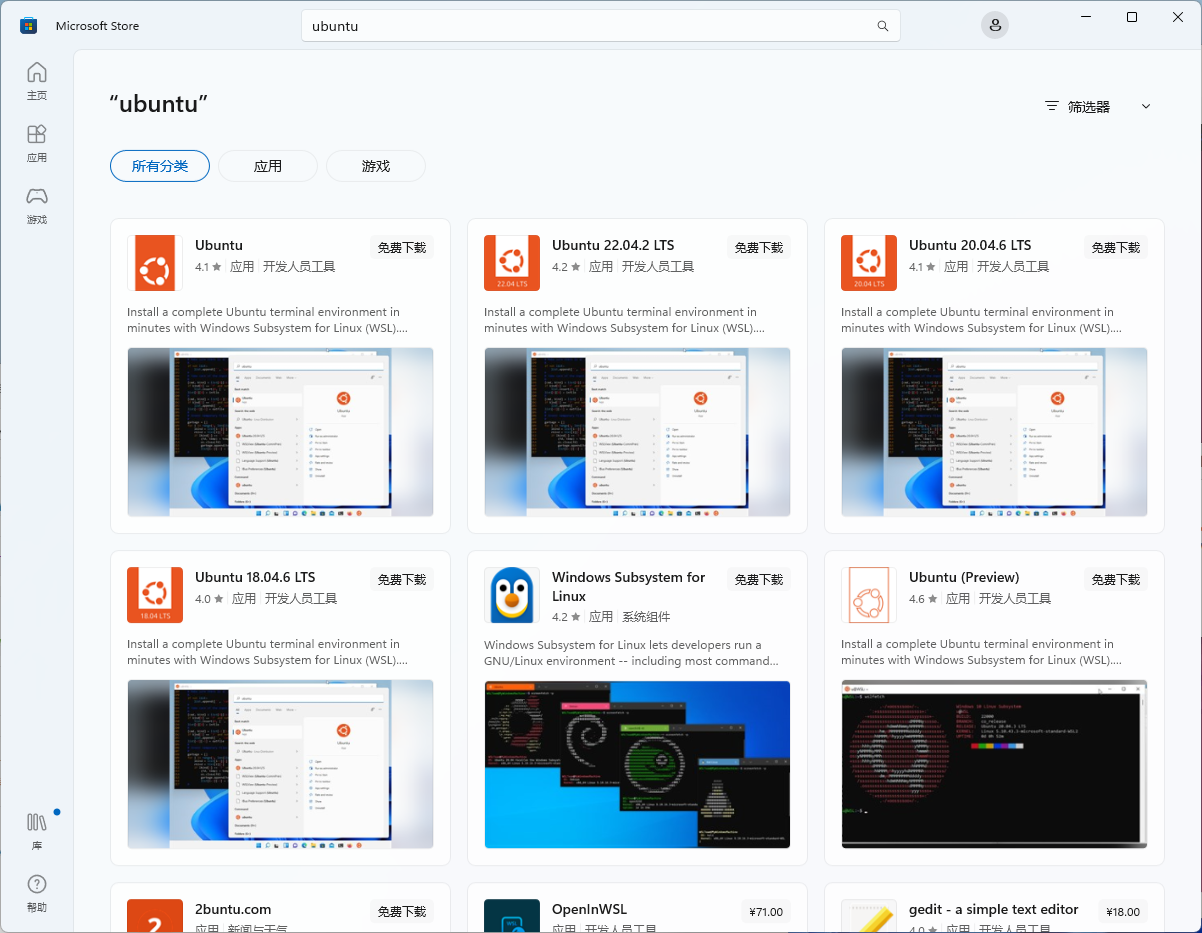 Microsoft Store
ubuntu
主页
应用
游戏
库
帮助
“ubuntu”
筛选器
所有分类
应用
游戏
Ubuntu
免费下载
4.1 ★ 应用 开发人员工具
Install a complete Ubuntu terminal environment in
minutes with Windows Subsystem for Linux (WSL)....
Ubuntu 22.04.2 LTS
免费下载
4.2 ★ 应用 开发人员工具
22.04 LTS
Install a complete Ubuntu terminal environment in
minutes with Windows Subsystem for Linux (WSL)....
Ubuntu 20.04.6 LTS
免费下载
4.1 ★ 应用 开发人员工具
20.04 LTS
Install a complete Ubuntu terminal environment in
minutes with Windows Subsystem for Linux (WSL)....
Ubuntu 18.04.6 LTS
免费下载
4.0 ★ 应用 开发人员工具
18.04 LTS
Install a complete Ubuntu terminal environment in
minutes with Windows Subsystem for Linux (WSL)....
Windows Subsystem for
Linux
免费下载
4.2 ★ 应用 系统组件
Windows Subsystem for Linux lets developers run a
GNU/Linux environment -- including most command...
Ubuntu (Preview)
免费下载
4.6 ★ 应用 开发人员工具
Install a complete Ubuntu terminal environment in
minutes with Windows Subsystem for Linux (WSL)....
2buntu.com
免费下载
应用 新闻与天气
OpenInWSL
¥71.00
应用 开发人员工具
gedit - a simple text editor
¥18.00
4.0 ★ 应用 开发人员工具